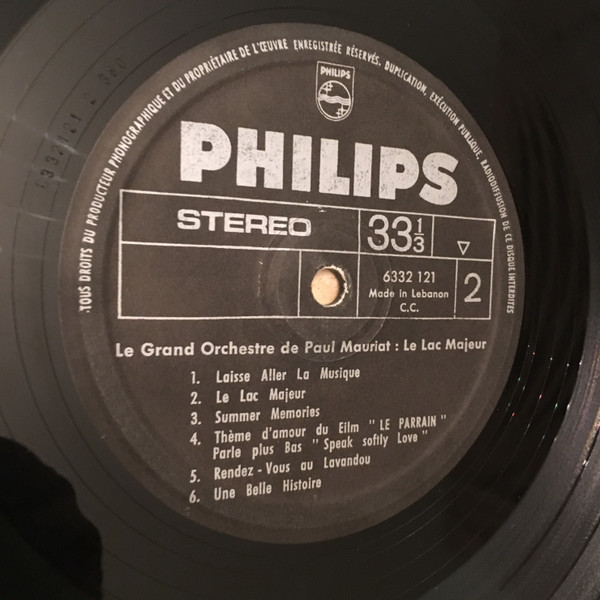 TOUS DROITS DU PRODUCTEUR PHONOGRAPHIQUE ET DU PROPRIÉTAIRE DE L'ŒUVRE ENREGISTRÉE RÉSERVÉS. DUPLICATION, EXÉCUTION PUBLIQUE, RADIODIFFUSION DE CE DISQUE INTERDITES
PHILIPS
PHILIPS
STEREO
33 1/3
▽
6332 121
Made in Lebanon
C.C.
2
Le Grand Orchestre de Paul Mauriat : Le Lac Majeur
1. Laisse Aller La Musique
2. Le Lac Majeur
3. Summer Memories
4. Thème d'amour du Eilm " LE PARRAIN "
Parle plus Bas " Speak softly Love "
5. Rendez - Vous au Lavandou
6. Une Belle Histoire